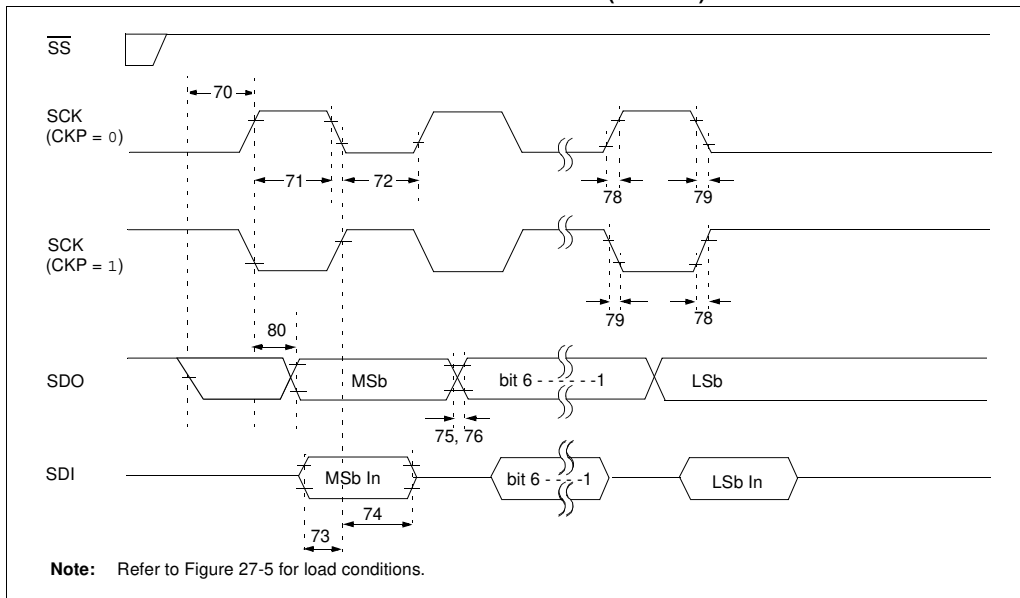 SS
70
SCK
(CKP = 0)
71
72
78
79
SCK
(CKP = 1)
79
78
80
SDO
MSb
bit 6 - - - - - -1
LSb
75, 76
SDI
MSb In
bit 6 - - - -1
LSb In
74
73
Note: Refer to Figure 27-5 for load conditions.